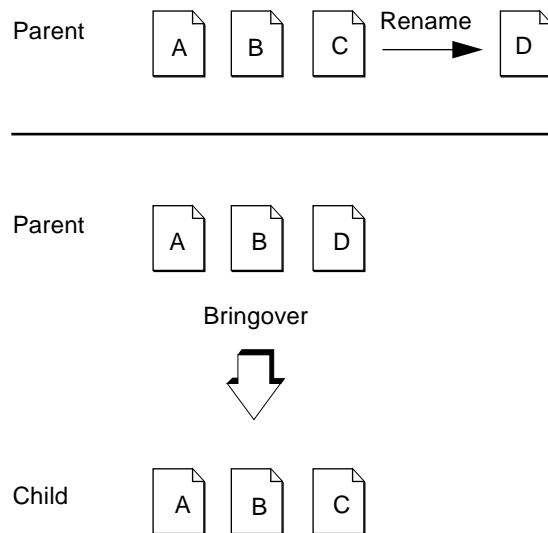 Parent A B C Rename D
Parent A B D
Bringover
Child A B C